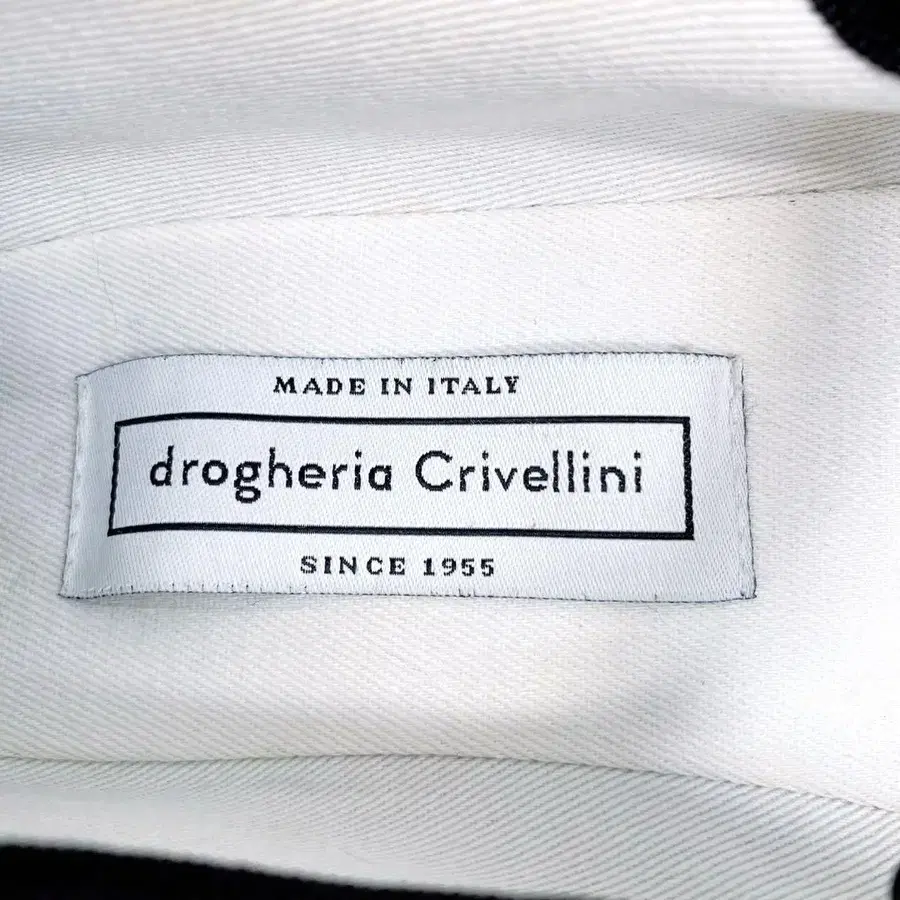 MADE IN ITALY
drogheria Crivellini
SINCE 1955